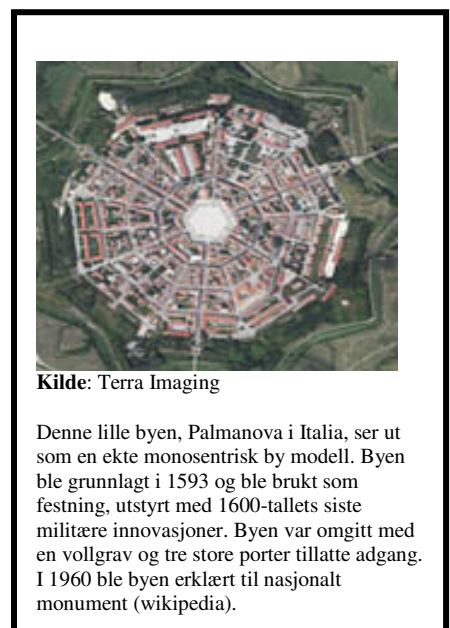 Kilde: Terra Imaging
Denne lille byen, Palmanova i Italia, ser ut
som en ekte monosentrisk by modell. Byen
ble grunnlagt i 1593 og ble brukt som
festning, utstyrt med 1600-tallets siste
militære innovasjoner. Byen var omgitt med
en vollgrav og tre store porter tillatte adgang.
I 1960 ble byen erklært til nasjonalt
monument (wikipedia).